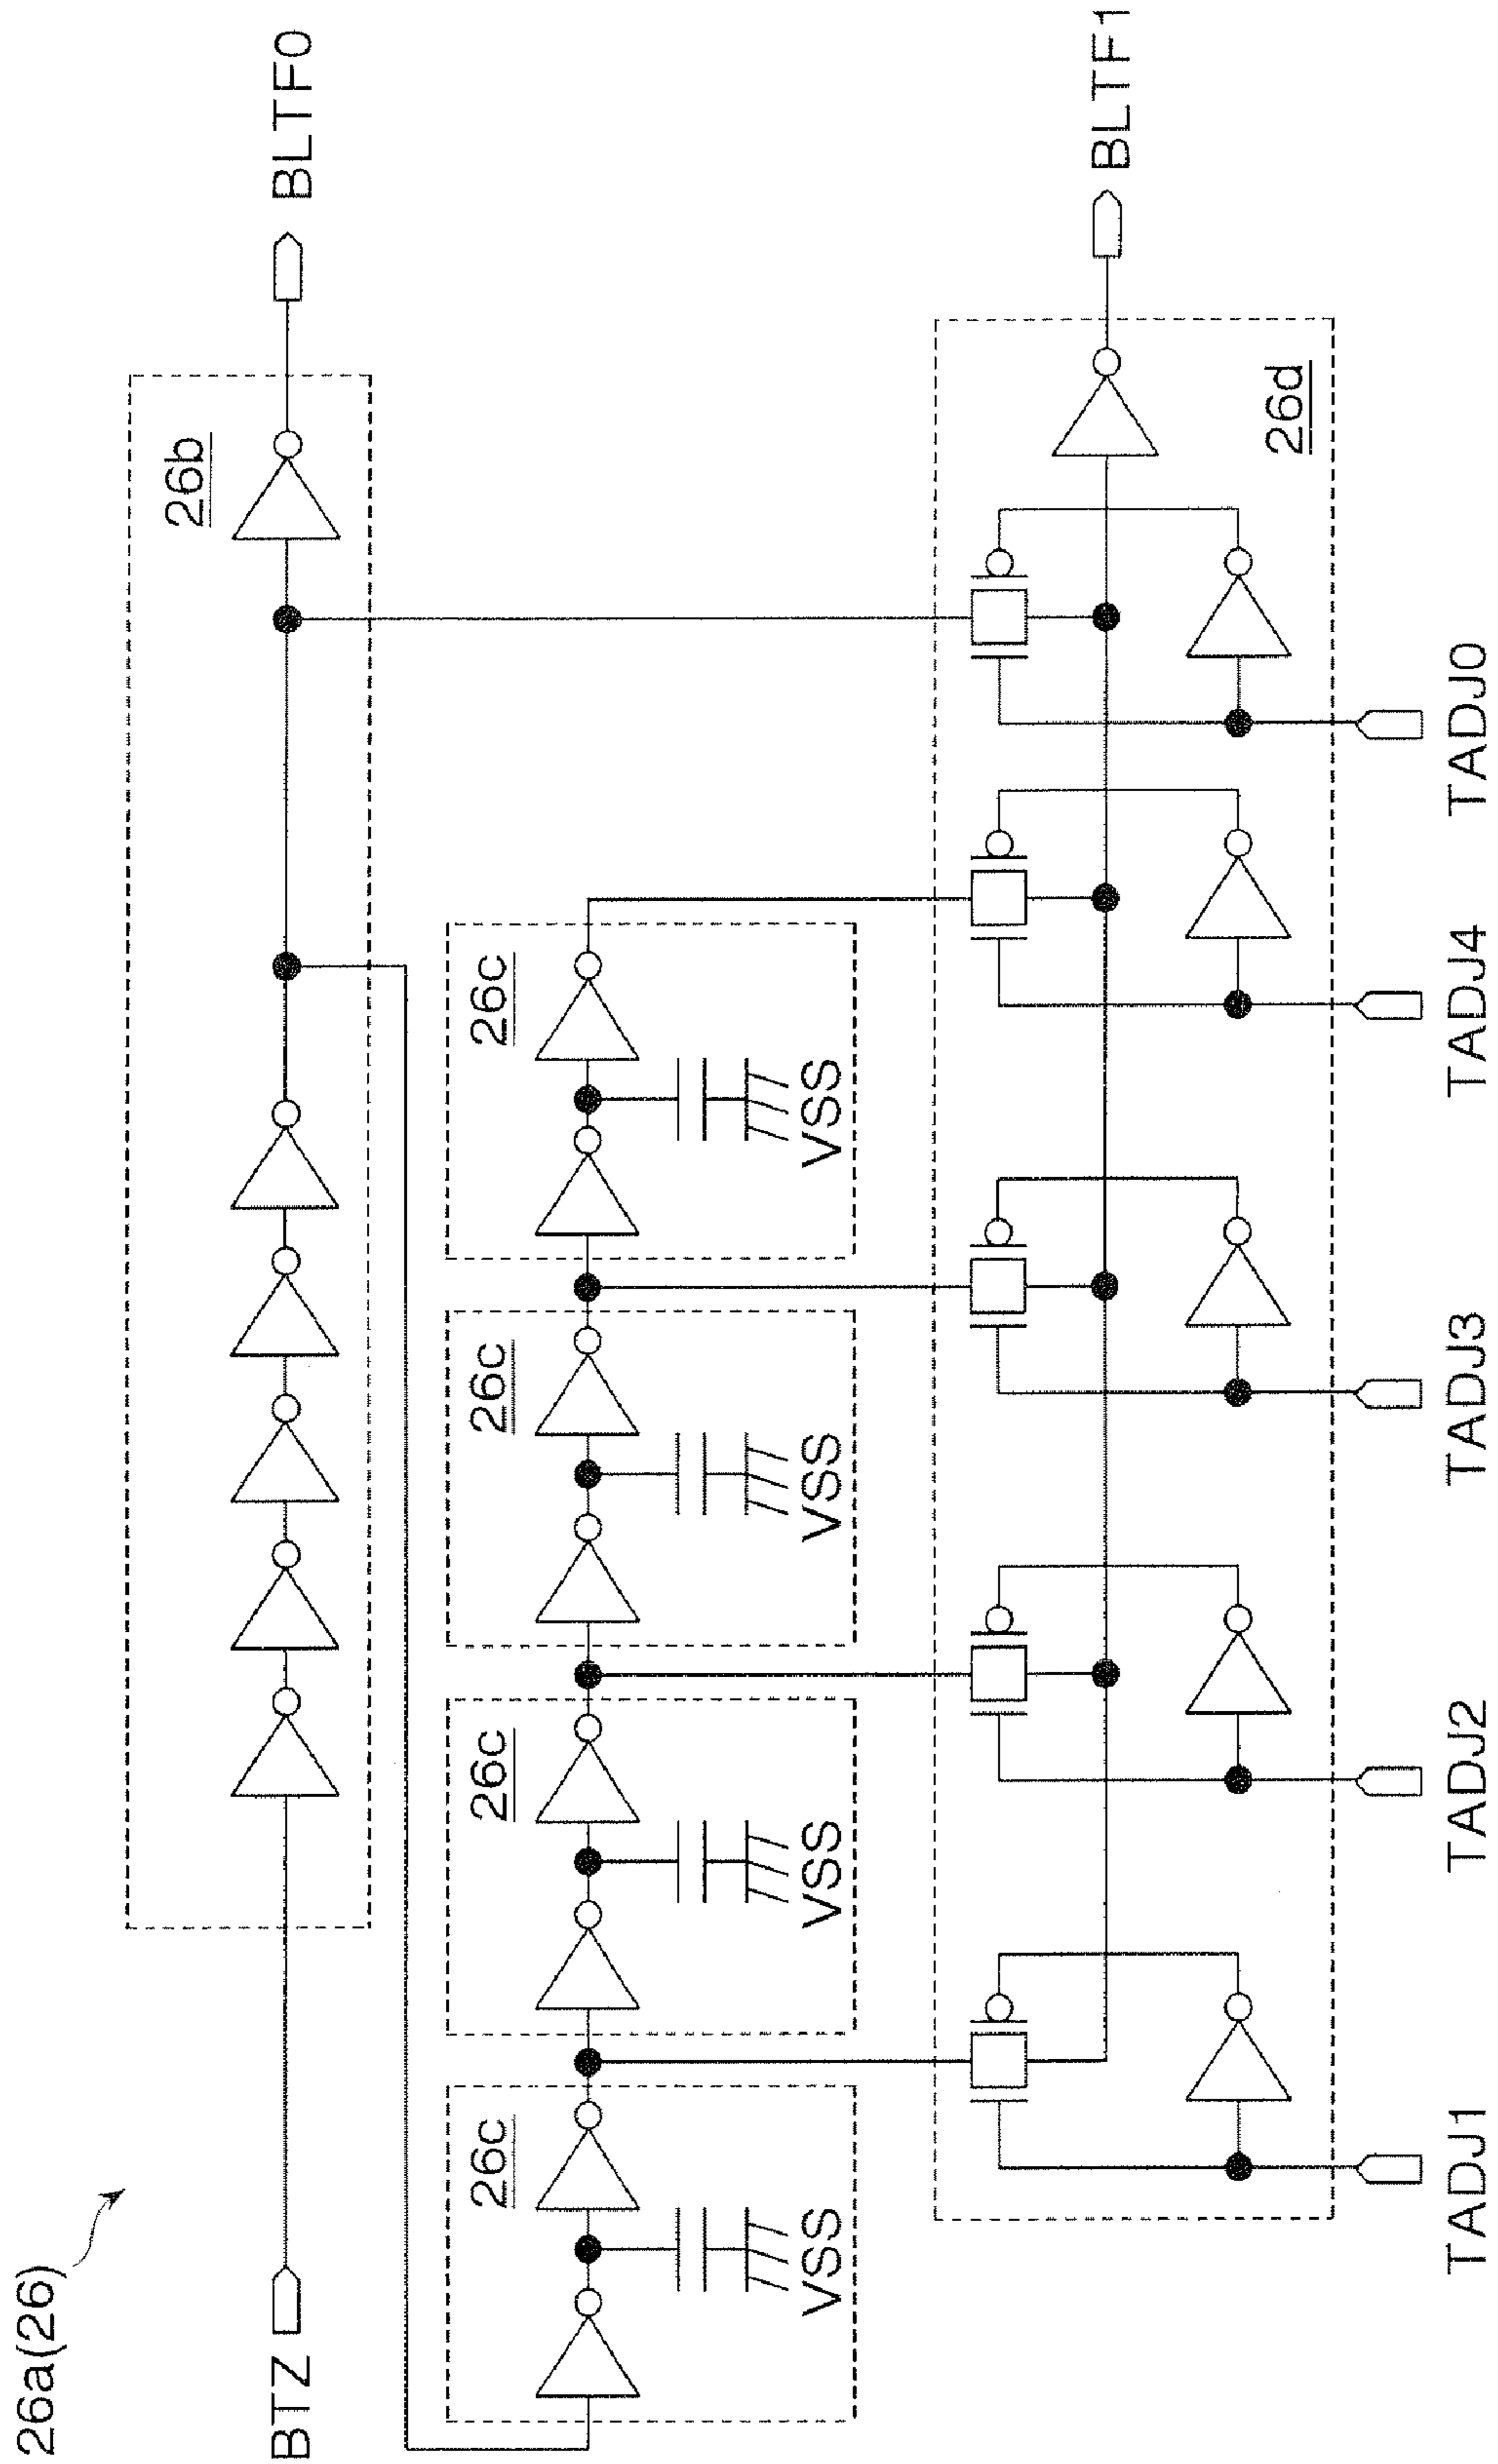 26a(26)
BTZ
26b
BLTF0
26c
VSS
26c
VSS
26c
VSS
26c
VSS
26d
BLTF1
TADJ1
TADJ2
TADJ3
TADJ4
TADJ0